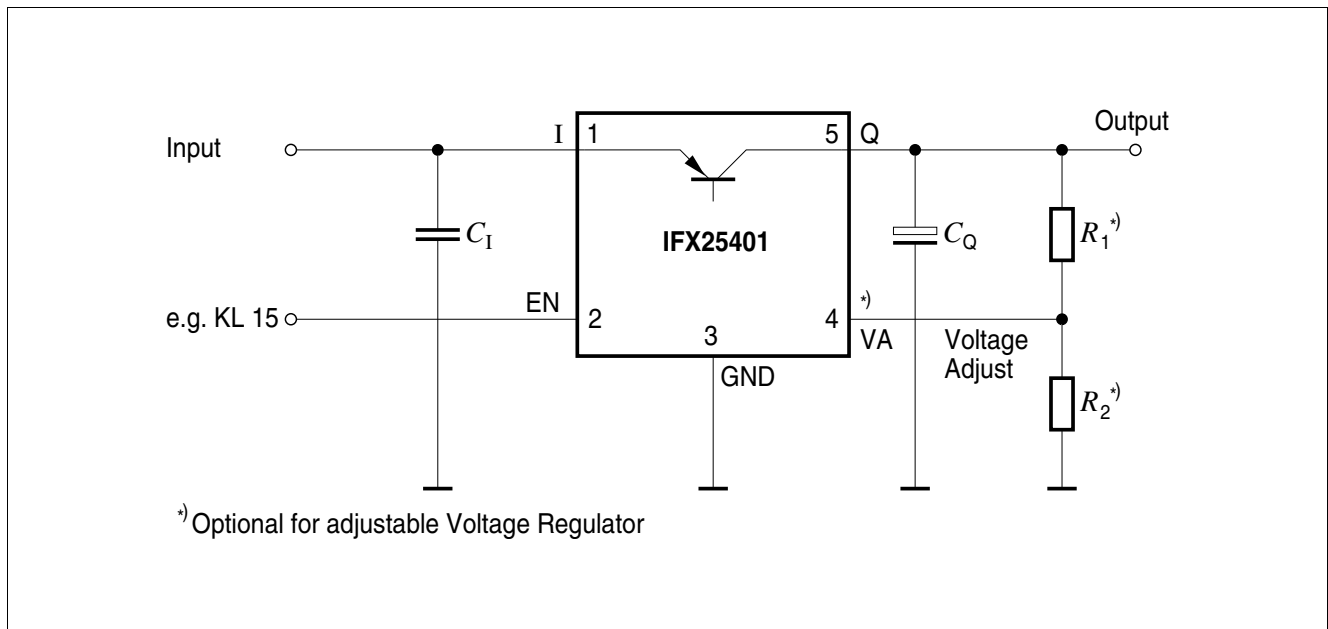 Input
I
1
5
Q
Output
C_I
IFX25401
C_Q
R_1 *)
e.g. KL 15
EN
2
3
4
*)
VA
Voltage
Adjust
GND
R_2 *)
*) Optional for adjustable Voltage Regulator